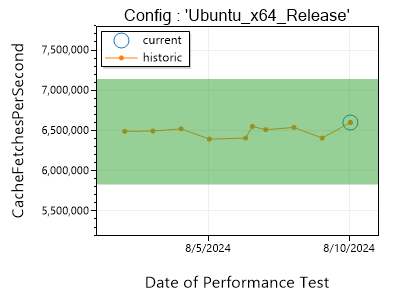 Config : 'Ubuntu_x64_Release'
current
historic
7,500,000
7,000,000
6,500,000
6,000,000
5,500,000
CacheFetchesPerSecond
8/5/2024
8/10/2024
Date of Performance Test